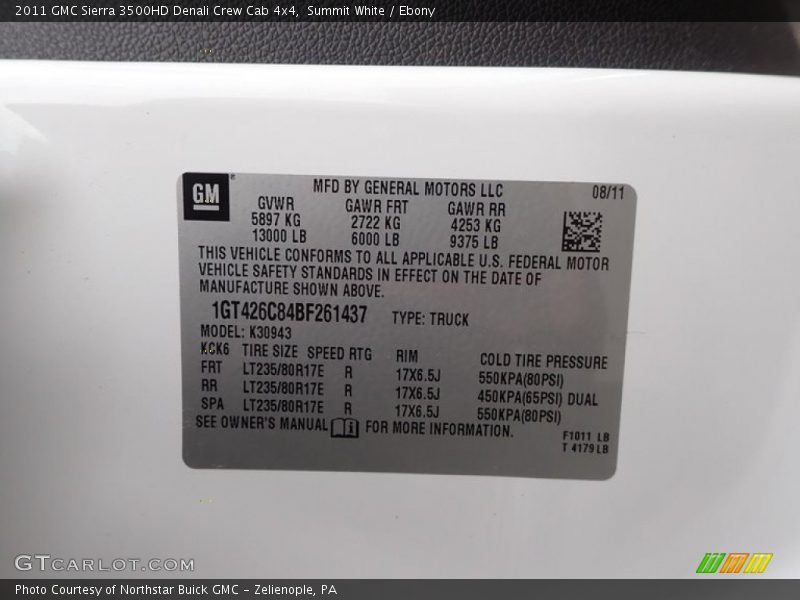 2011 GMC Sierra 3500HD Denali Crew Cab 4x4,  Summit White / Ebony
GM
MFD BY GENERAL MOTORS LLC 08/11
GVWR GAWR FRT GAWR RR
5897 KG 2722 KG 4253 KG
13000 LB 6000 LB 9375 LB
THIS VEHICLE CONFORMS TO ALL APPLICABLE U.S. FEDERAL MOTOR
VEHICLE SAFETY STANDARDS IN EFFECT ON THE DATE OF
MANUFACTURE SHOWN ABOVE.
1GT426C84BF261437 TYPE: TRUCK
MODEL: K30943
KCK6 TIRE SIZE SPEED RTG RIM COLD TIRE PRESSURE
FRT LT235/80R17E R 17X6.5J 550KPA(80PSI)
RR LT235/80R17E R 17X6.5J 450KPA(65PSI) DUAL
SPA LT235/80R17E R 17X6.5J 550KPA(80PSI)
SEE OWNER'S MANUAL FOR MORE INFORMATION.
F1011 LB
T 4179 LB
GTCARLOT.COM
Photo Courtesy of Northstar Buick GMC - Zelienople, PA